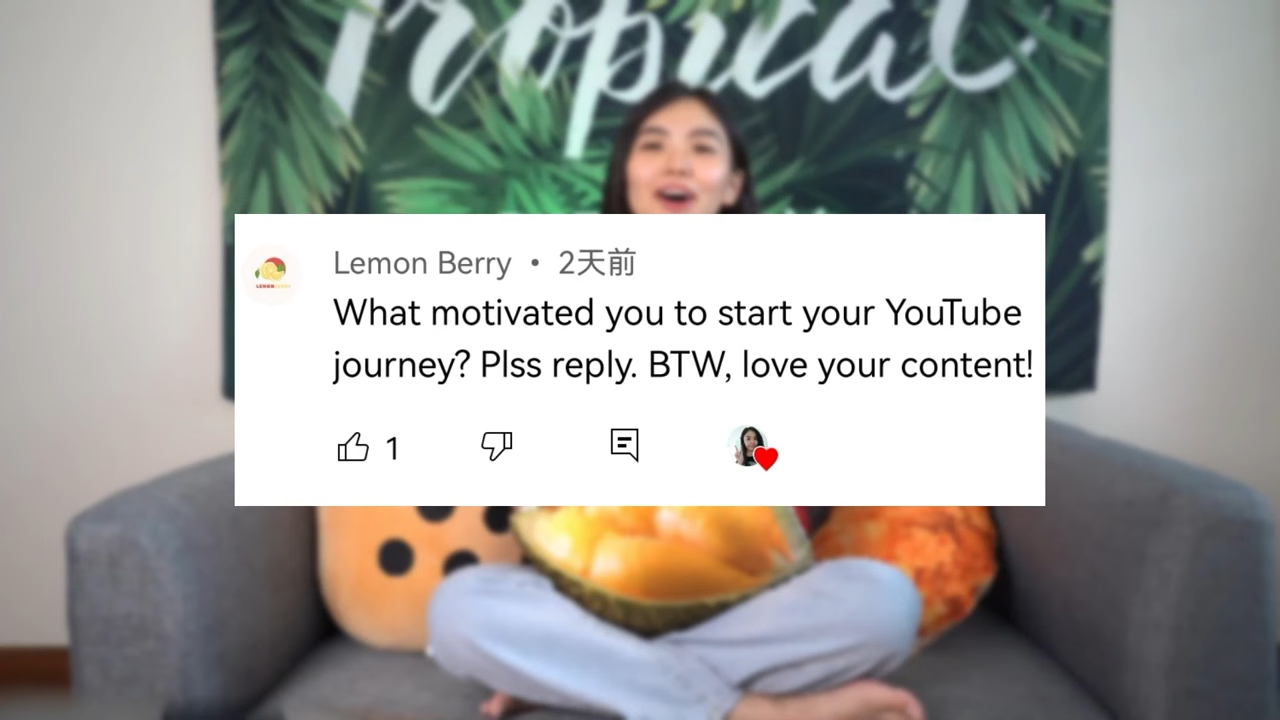 Tropical
Lemon Berry • 2天前
What motivated you to start your YouTube
journey? Plss reply. BTW, love your content!
1